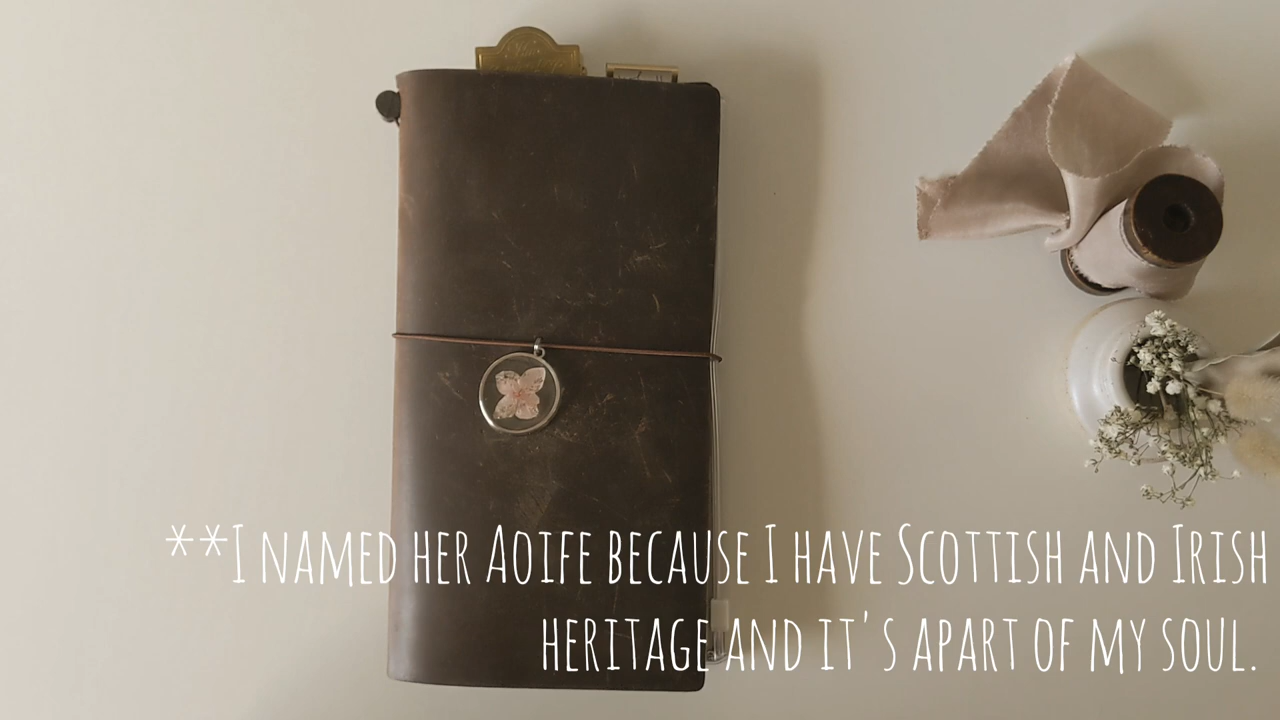 **I named her Aoife because I have Scottish and Irish
heritage and it's apart of my soul.